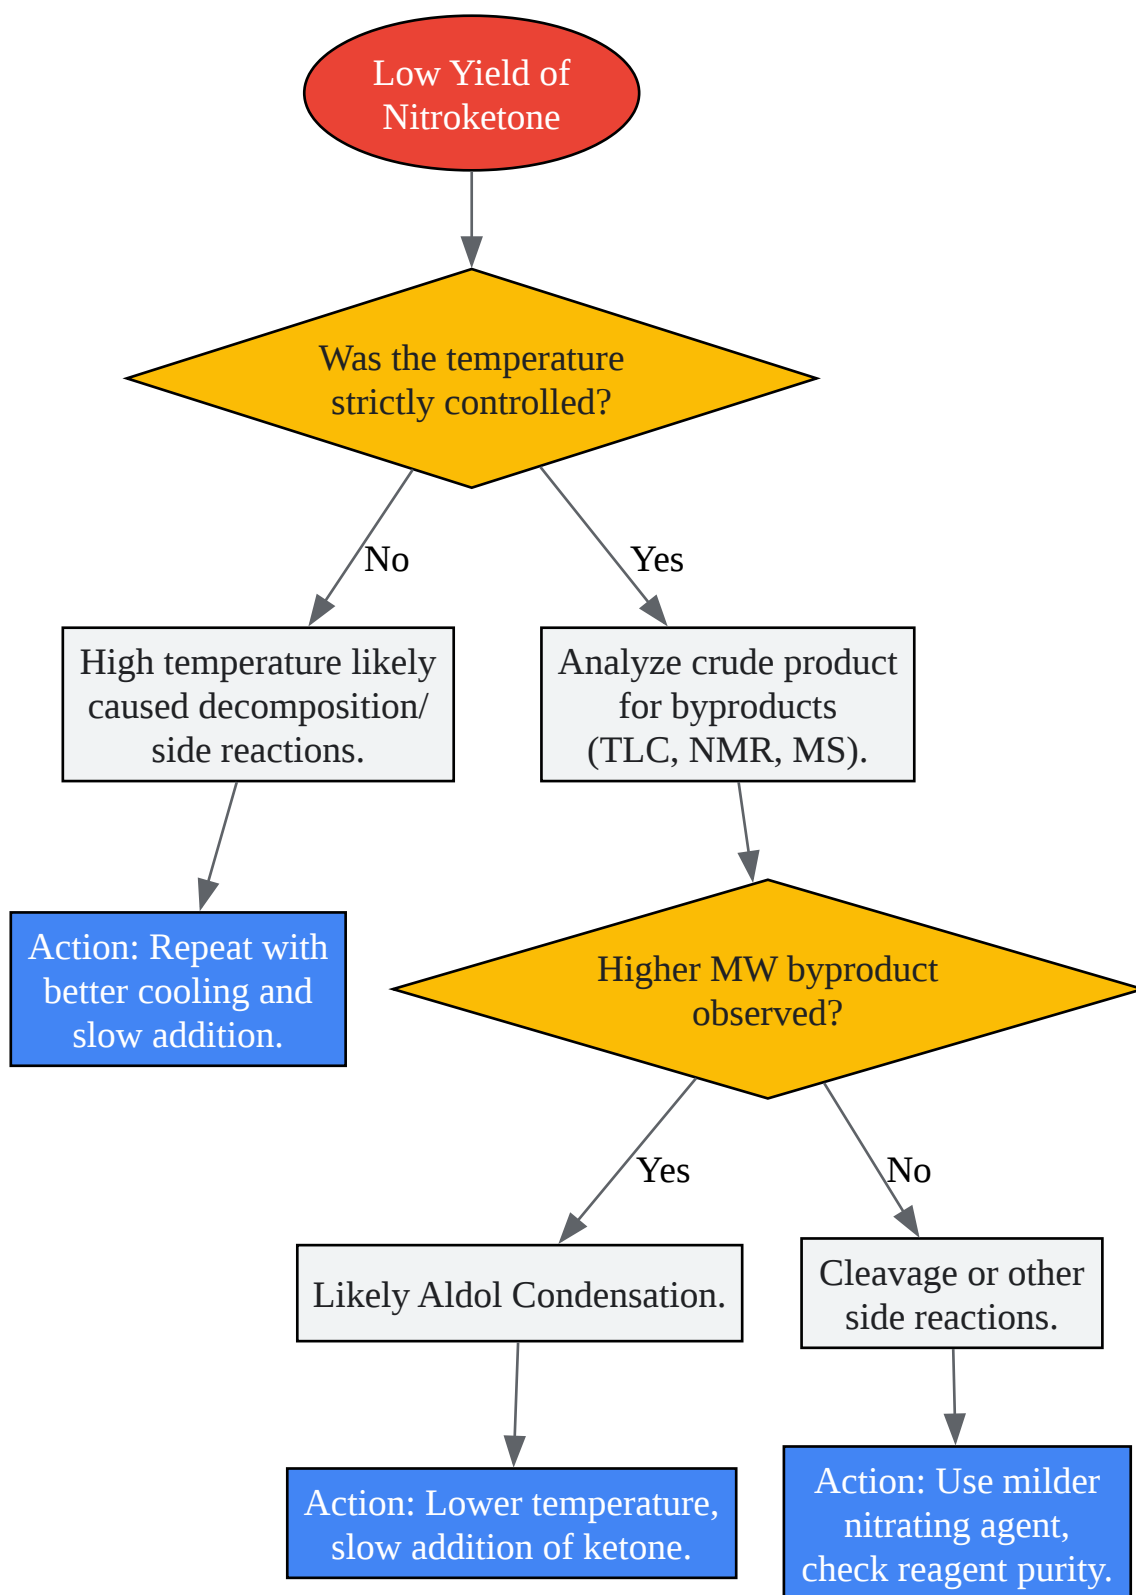 Low Yield of
Nitroketone
Was the temperature
strictly controlled?
No
Yes
High temperature likely
caused decomposition/
side reactions.
Analyze crude product
for byproducts
(TLC, NMR, MS).
Action: Repeat with
better cooling and
slow addition.
Higher MW byproduct
observed?
Yes
No
Likely Aldol Condensation.
Cleavage or other
side reactions.
Action: Lower temperature,
slow addition of ketone.
Action: Use milder
nitrating agent,
check reagent purity.